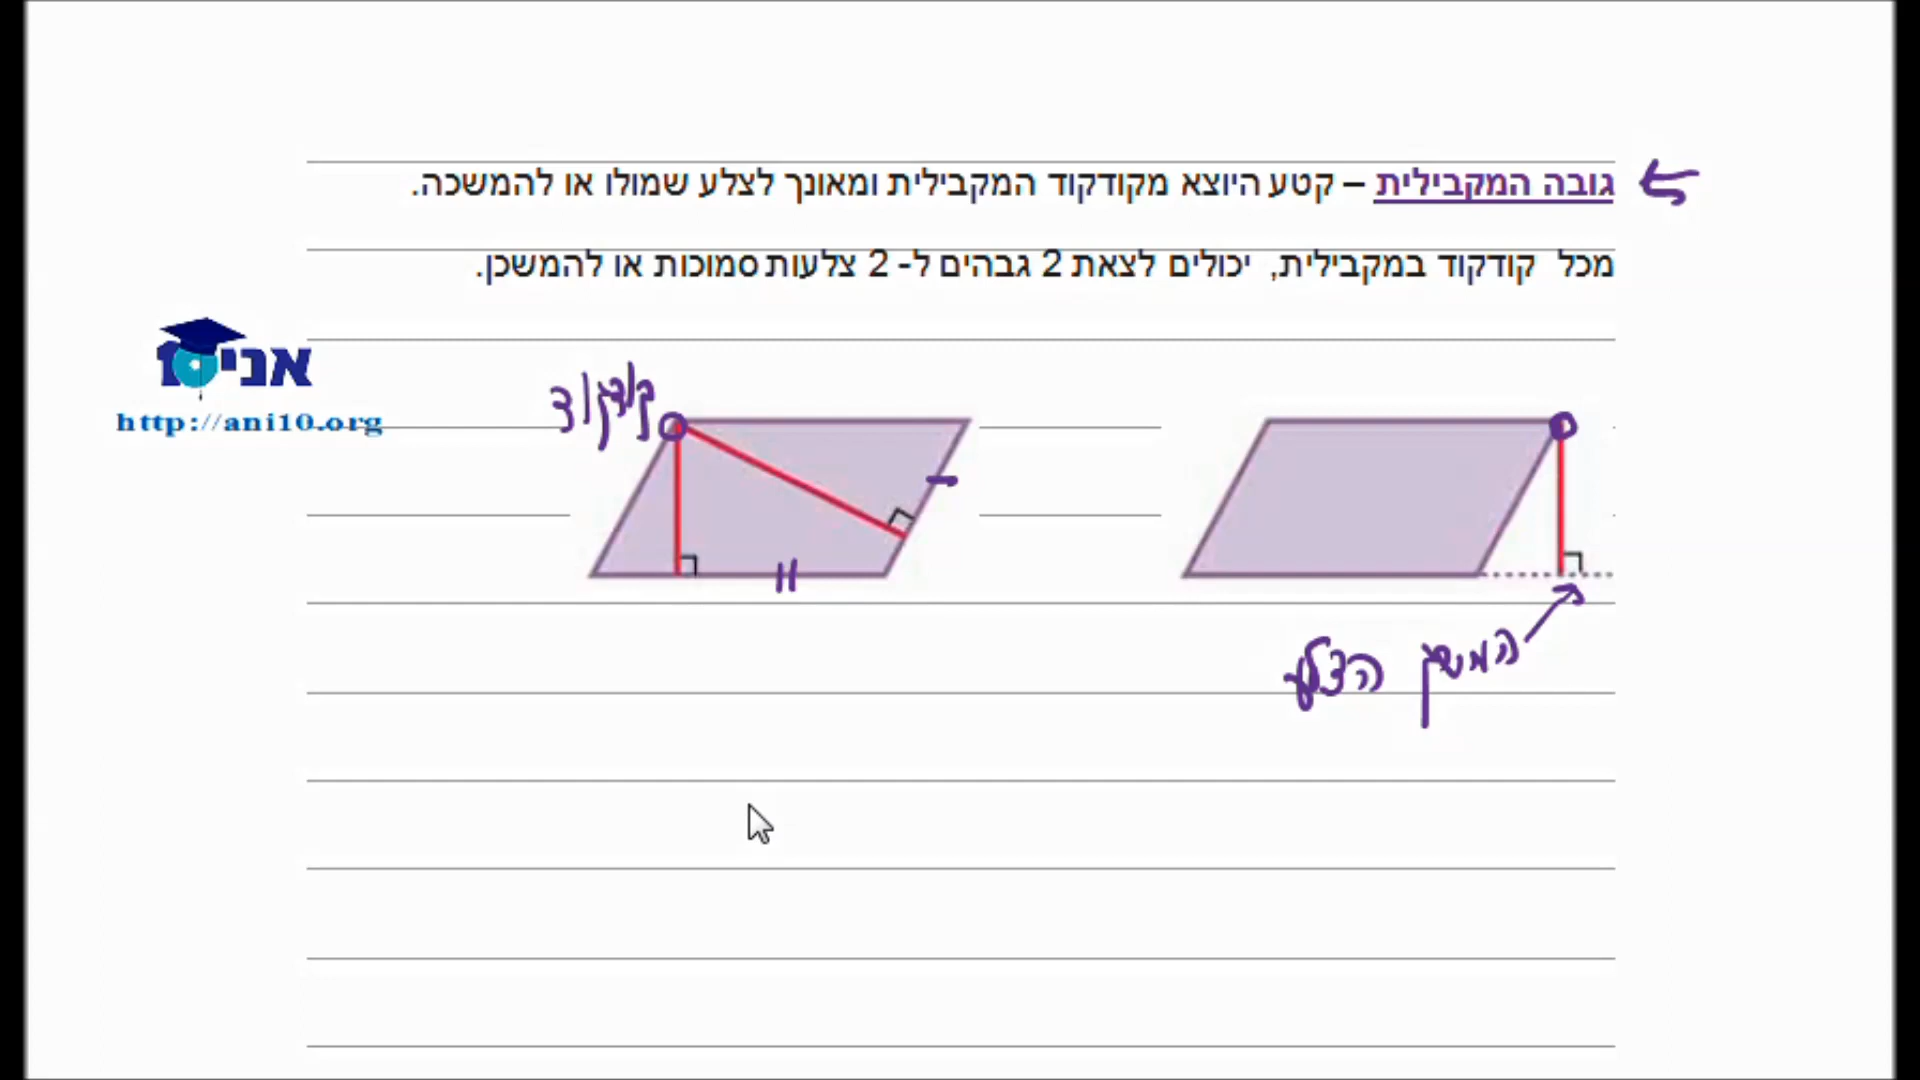 גובה המקבילית – קטע היוצא מקודקוד המקבילית ומאונך לצלע שמולו או להמשכה.
מכל קודקוד במקבילית, יכולים לצאת 2 גבהים ל- 2 צלעות סמוכות או להמשכן.
אני10
http://ani10.org
קודקוד
המשך הצלע